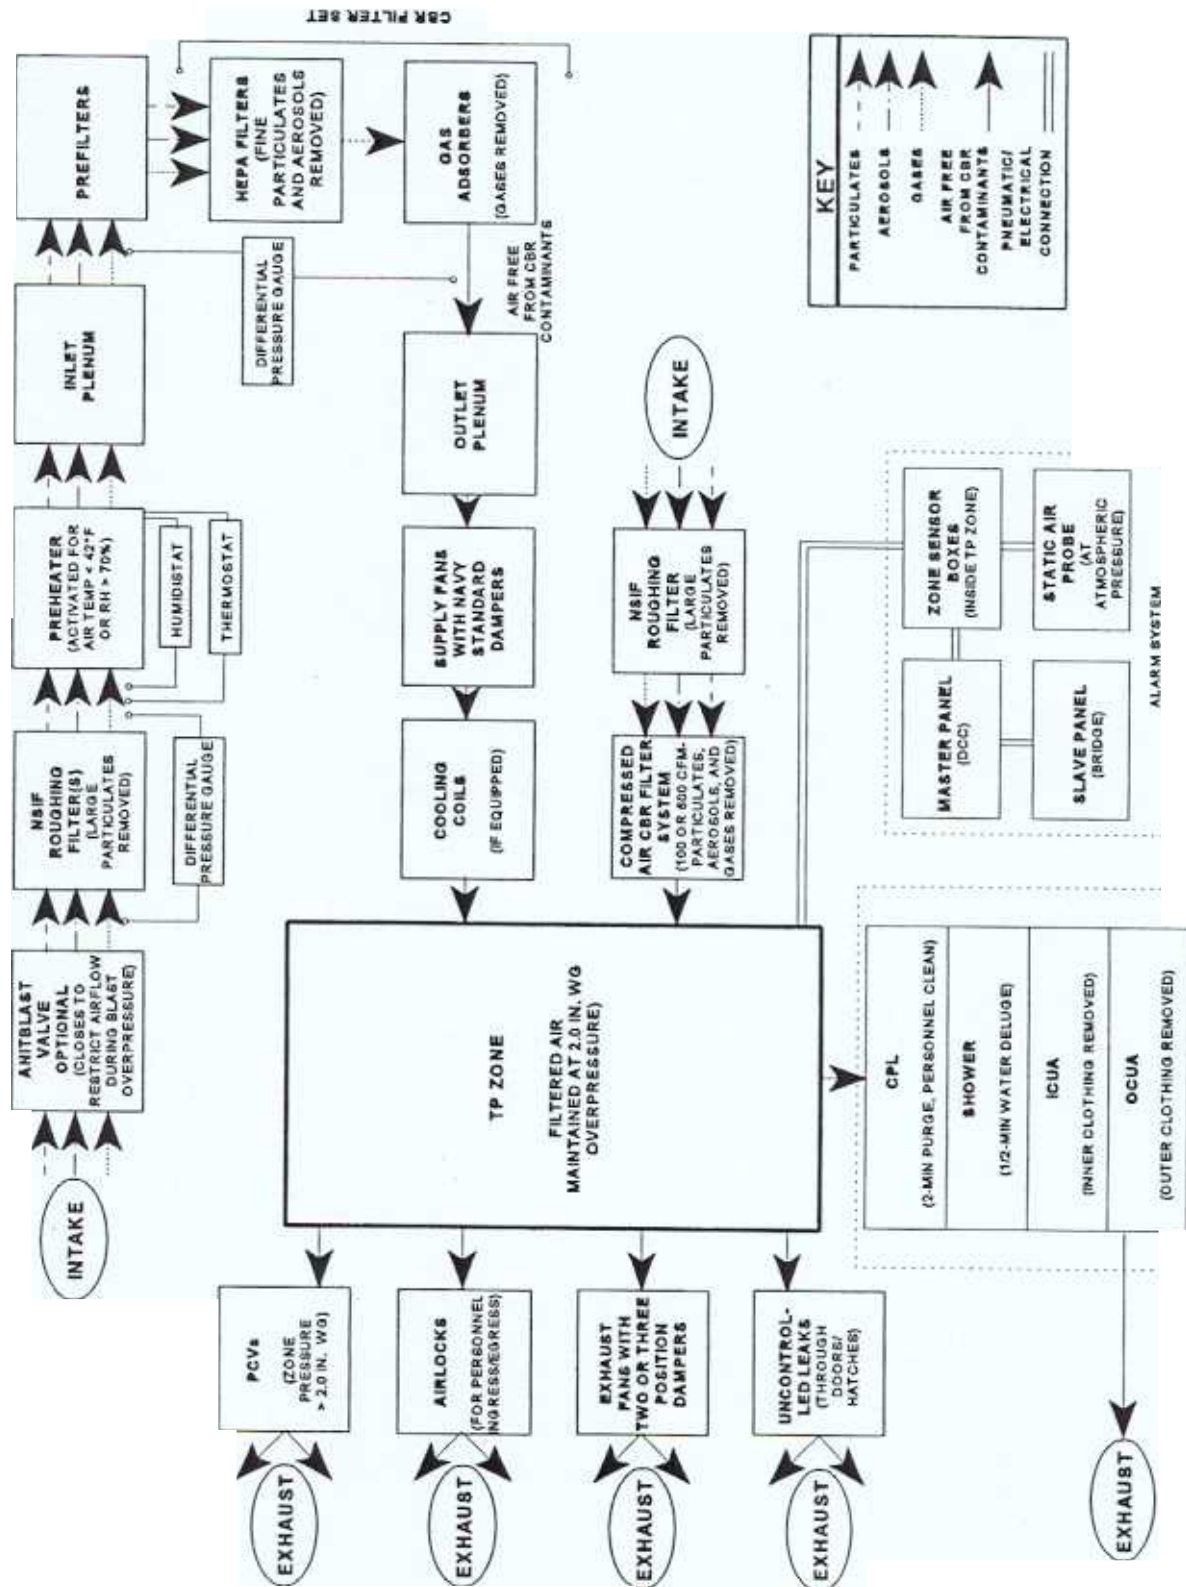 INTAKE
ANITBLAST
VALVE
OPTIONAL
(CLOSES TO
RESTRICT AIRFLOW
DURING BLAST
OVERPRESSURE)
NSIF
ROUGHING
FILTER(S)
(LARGE
PARTICULATES
REMOVED)
DIFFERENTIAL
PRESSURE GAUGE
PREHEATER
(ACTIVATED FOR
AIR TEMP < 42°F
OR RH > 70%)
HUMIDISTAT
THERMOSTAT
INLET
PLENUM
PREFILTERS
DIFFERENTIAL
PRESSURE GAUGE
CBR FILTER SET
HEPA FILTERS
(FINE
PARTICULATES
AND AEROSOLS
REMOVED)
GAS
ADSORBERS
(GASES REMOVED)
AIR FREE
FROM CBR
CONTAMINANTS
OUTLET
PLENUM
SUPPLY FANS
WITH NAVY
STANDARD
DAMPERS
COOLING
COILS
(IF EQUIPPED)
INTAKE
NSIF
ROUGHING
FILTER
(LARGE
PARTICULATES
REMOVED)
COMPRESSED
AIR CBR FILTER
SYSTEM
(100 OR 600 CFM-
PARTICULATES,
AEROSOLS, AND
GASES REMOVED)
TP ZONE
FILTERED AIR
MAINTAINED AT 2.0 IN. WG
OVERPRESSURE)
PCVs
(ZONE
PRESSURE
> 2.0 IN. WG)
EXHAUST
AIRLOCKS
(FOR PERSONNEL
INGRESS/EGRESS)
EXHAUST
EXHAUST
FANS WITH
TWO OR THREE
POSITION
DAMPERS
EXHAUST
UNCONTROL-
LED LEAKS
(THROUGH
DOORS/
HATCHES)
EXHAUST
CPL
(2-MIN PURGE, PERSONNEL CLEAN)
SHOWER
(1/2-MIN WATER DELUGE)
ICUA
(INNER CLOTHING REMOVED)
OCUA
(OUTER CLOTHING REMOVED)
EXHAUST
MASTER PANEL
(DCC)
ZONE SENSOR
BOXES
(INSIDE TP ZONE)
SLAVE PANEL
(BRIDGE)
STATIC AIR
PROBE
(AT
ATMOSPHERIC
PRESSURE)
ALARM SYSTEM
KEY
PARTICULATES
AEROSOLS
GASES
AIR FREE
FROM CBR
CONTAMINANTS
PNEUMATIC/
ELECTRICAL
CONNECTION